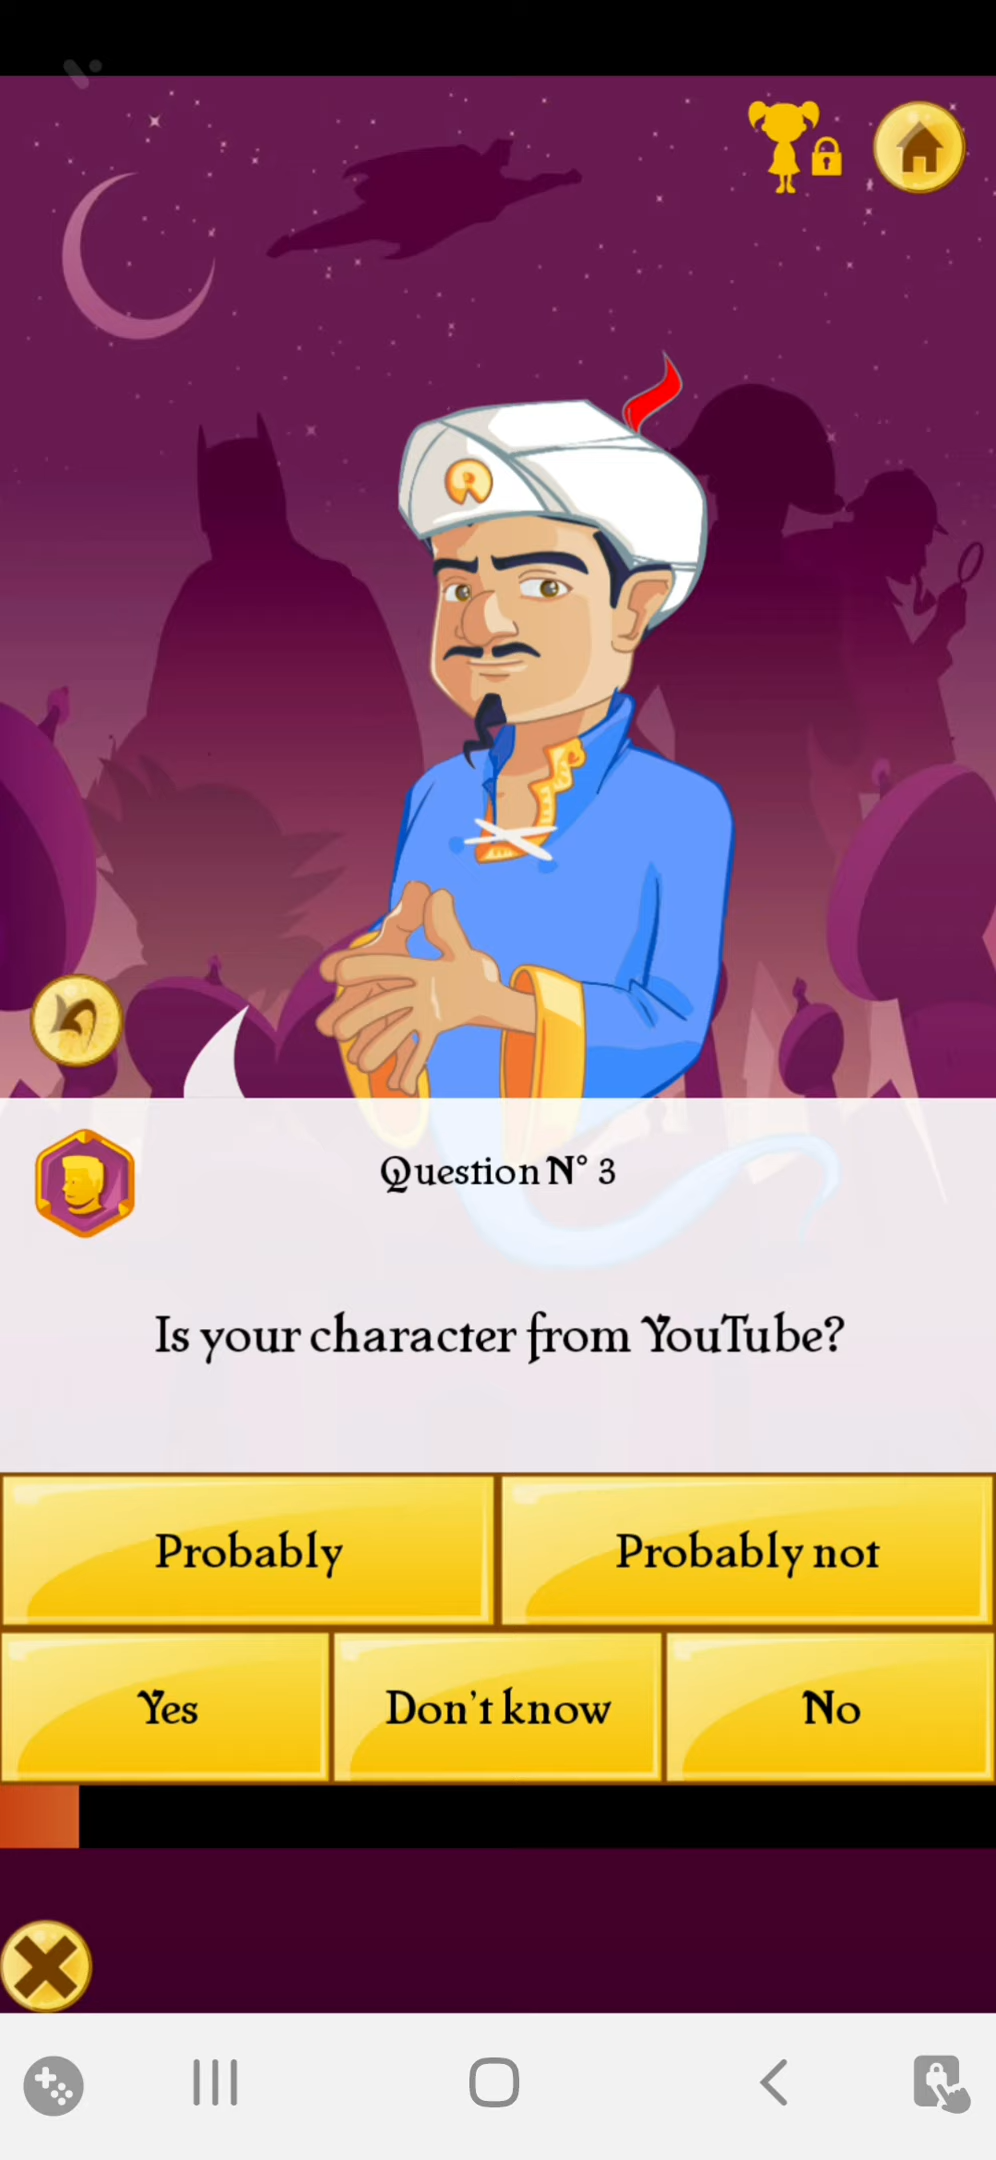 Question N° 3
Is your character from YouTube?
Probably
Probably not
Yes
Don't know
No